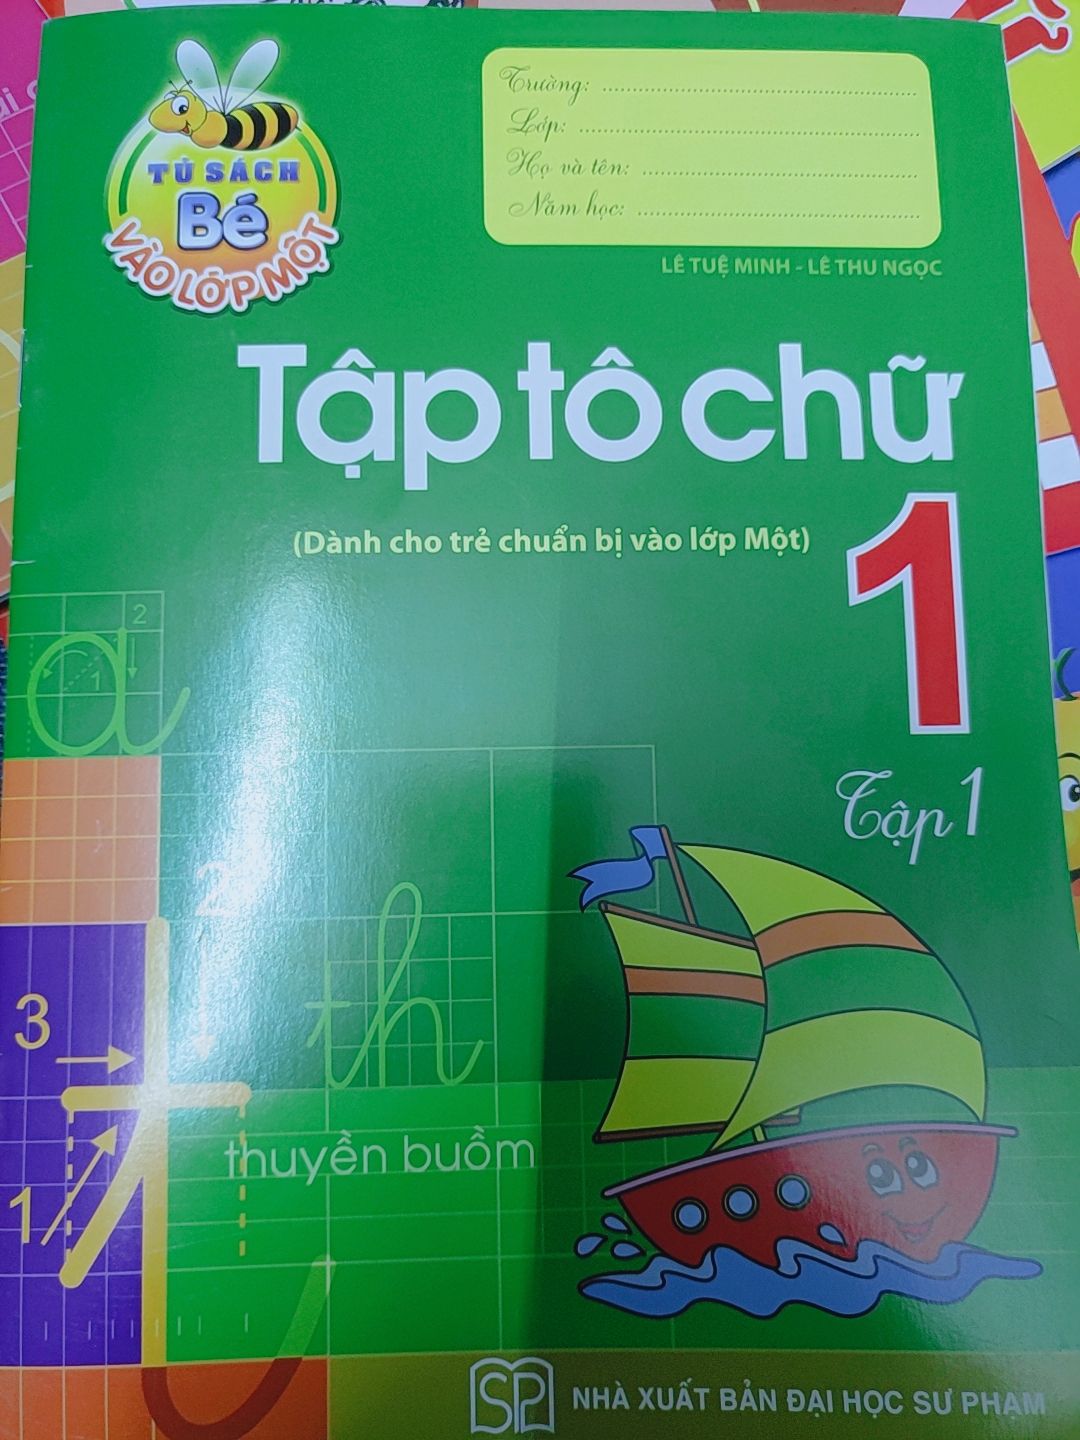 TỦ SÁCH
Bé
VÀO LỚP MỘT
Trường:
Lớp:
Họ và tên:
Năm học:
LÊ TUỆ MINH - LÊ THU NGỌC
Tập tô chữ
1
(Dành cho trẻ chuẩn bị vào lớp Một)
Tập 1
a
1
2
th
2
3
1
thuyền buồm
SP
NHÀ XUẤT BẢN ĐẠI HỌC SƯ PHẠM